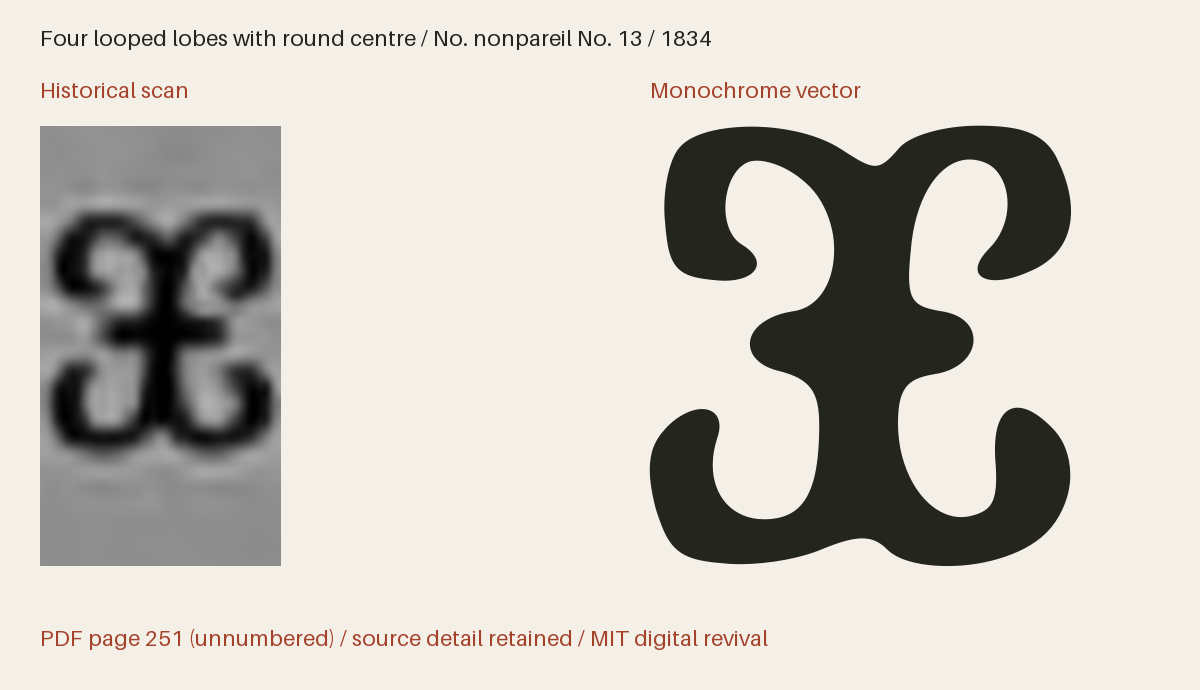 Four looped lobes with round centre / No. nonpareil No. 13 / 1834
Historical scan
Monochrome vector
PDF page 251 (unnumbered) / source detail retained / MIT digital revival